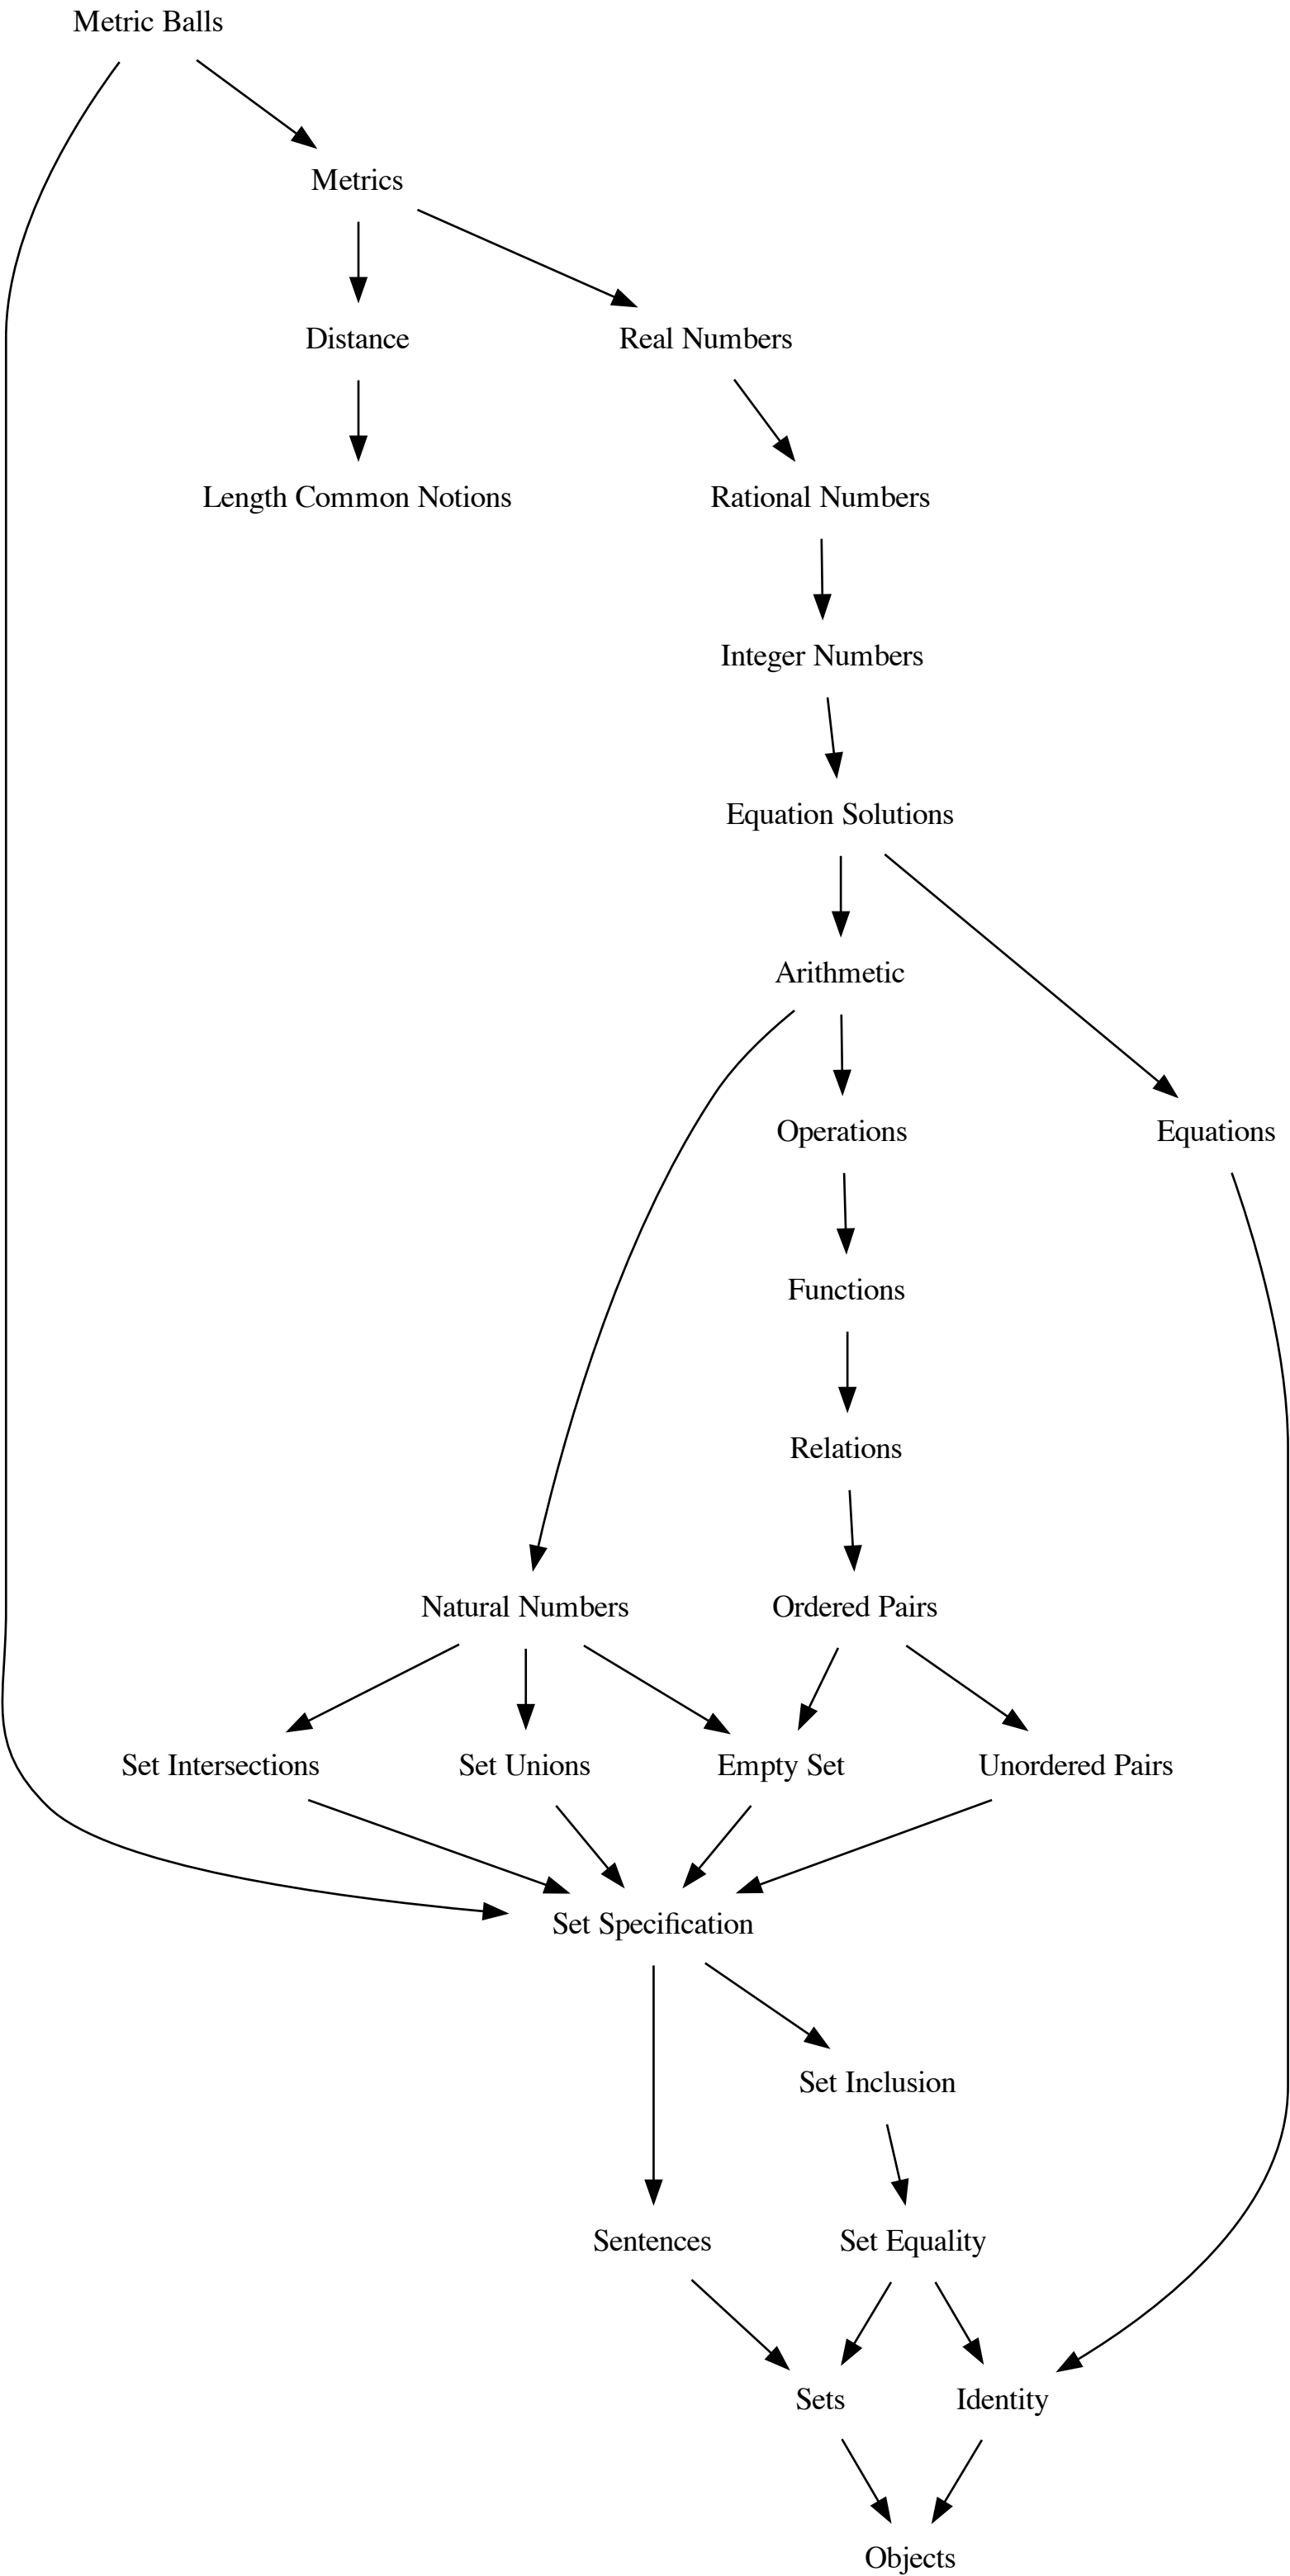 Metric Balls
Metrics
Distance
Real Numbers
Length Common Notions
Rational Numbers
Integer Numbers
Equation Solutions
Arithmetic
Operations
Equations
Functions
Relations
Natural Numbers
Ordered Pairs
Set Intersections
Set Unions
Empty Set
Unordered Pairs
Set Specification
Set Inclusion
Sentences
Set Equality
Sets
Identity
Objects